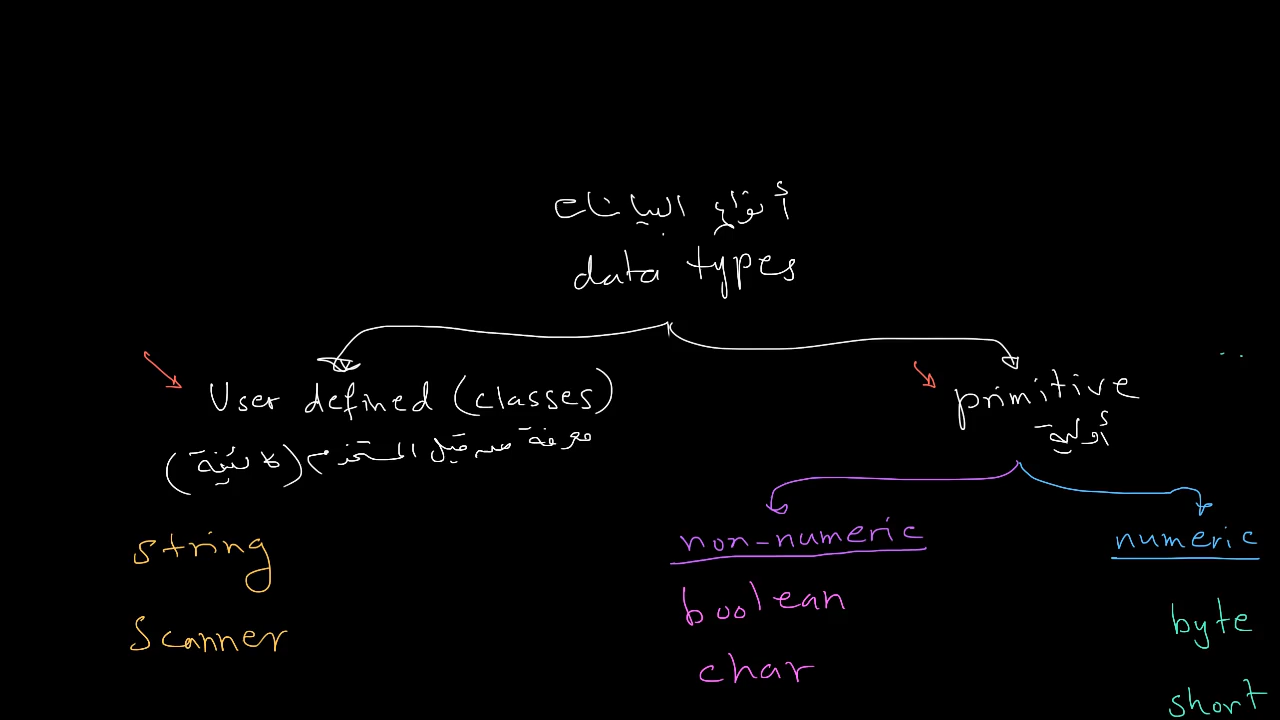 أنواع البيانات
data types
User defined (classes)
معرفة من قبل المستخدم (كائنية)
string
Scanner
primitive
أولية
non-numeric
boolean
char
numeric
byte
short